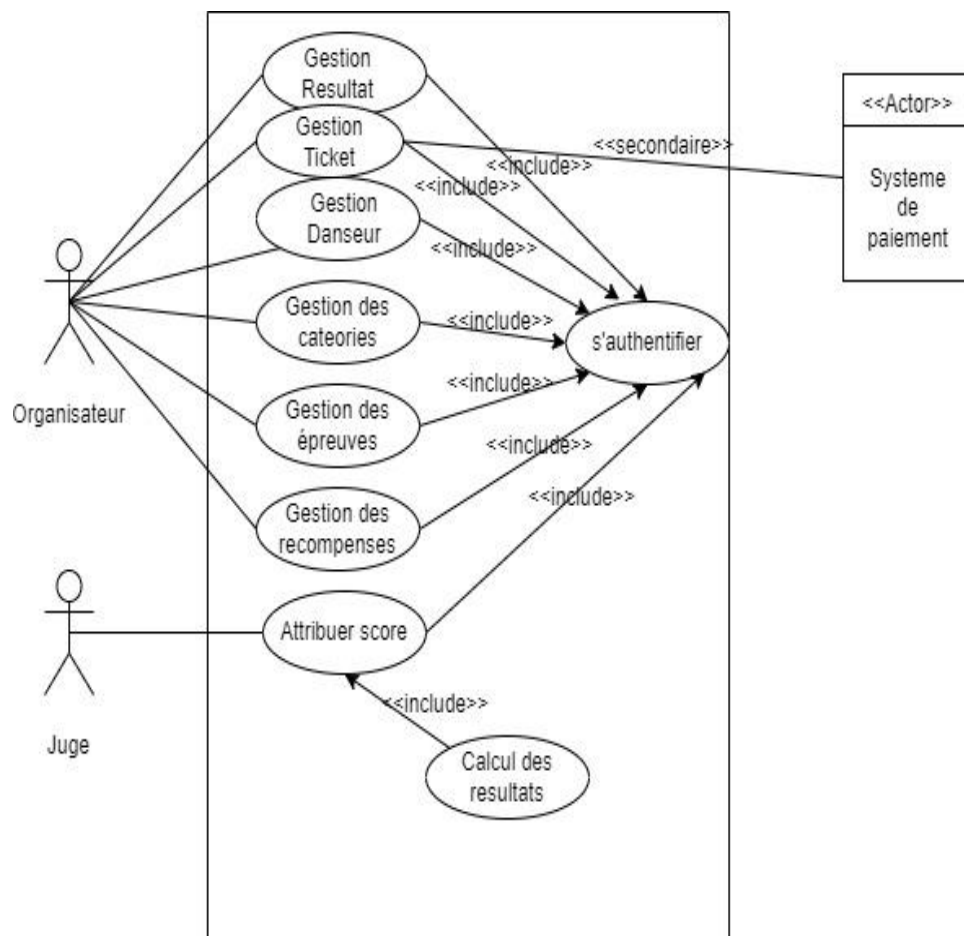 Gestion
Resultat
<<Actor>>
Gestion
Ticket
<<secondaire>>
<<include>>
<<include>>
Systeme
de
paiement
Gestion
Danseur
<<include>>
Gestion des
cateories
<<include>>
s'authentifier
<<include>>
Organisateur
Gestion des
épreuves
<<include>>
Gestion des
recompenses
<<include>>
Attribuer score
<<include>>
Juge
Calcul des
resultats